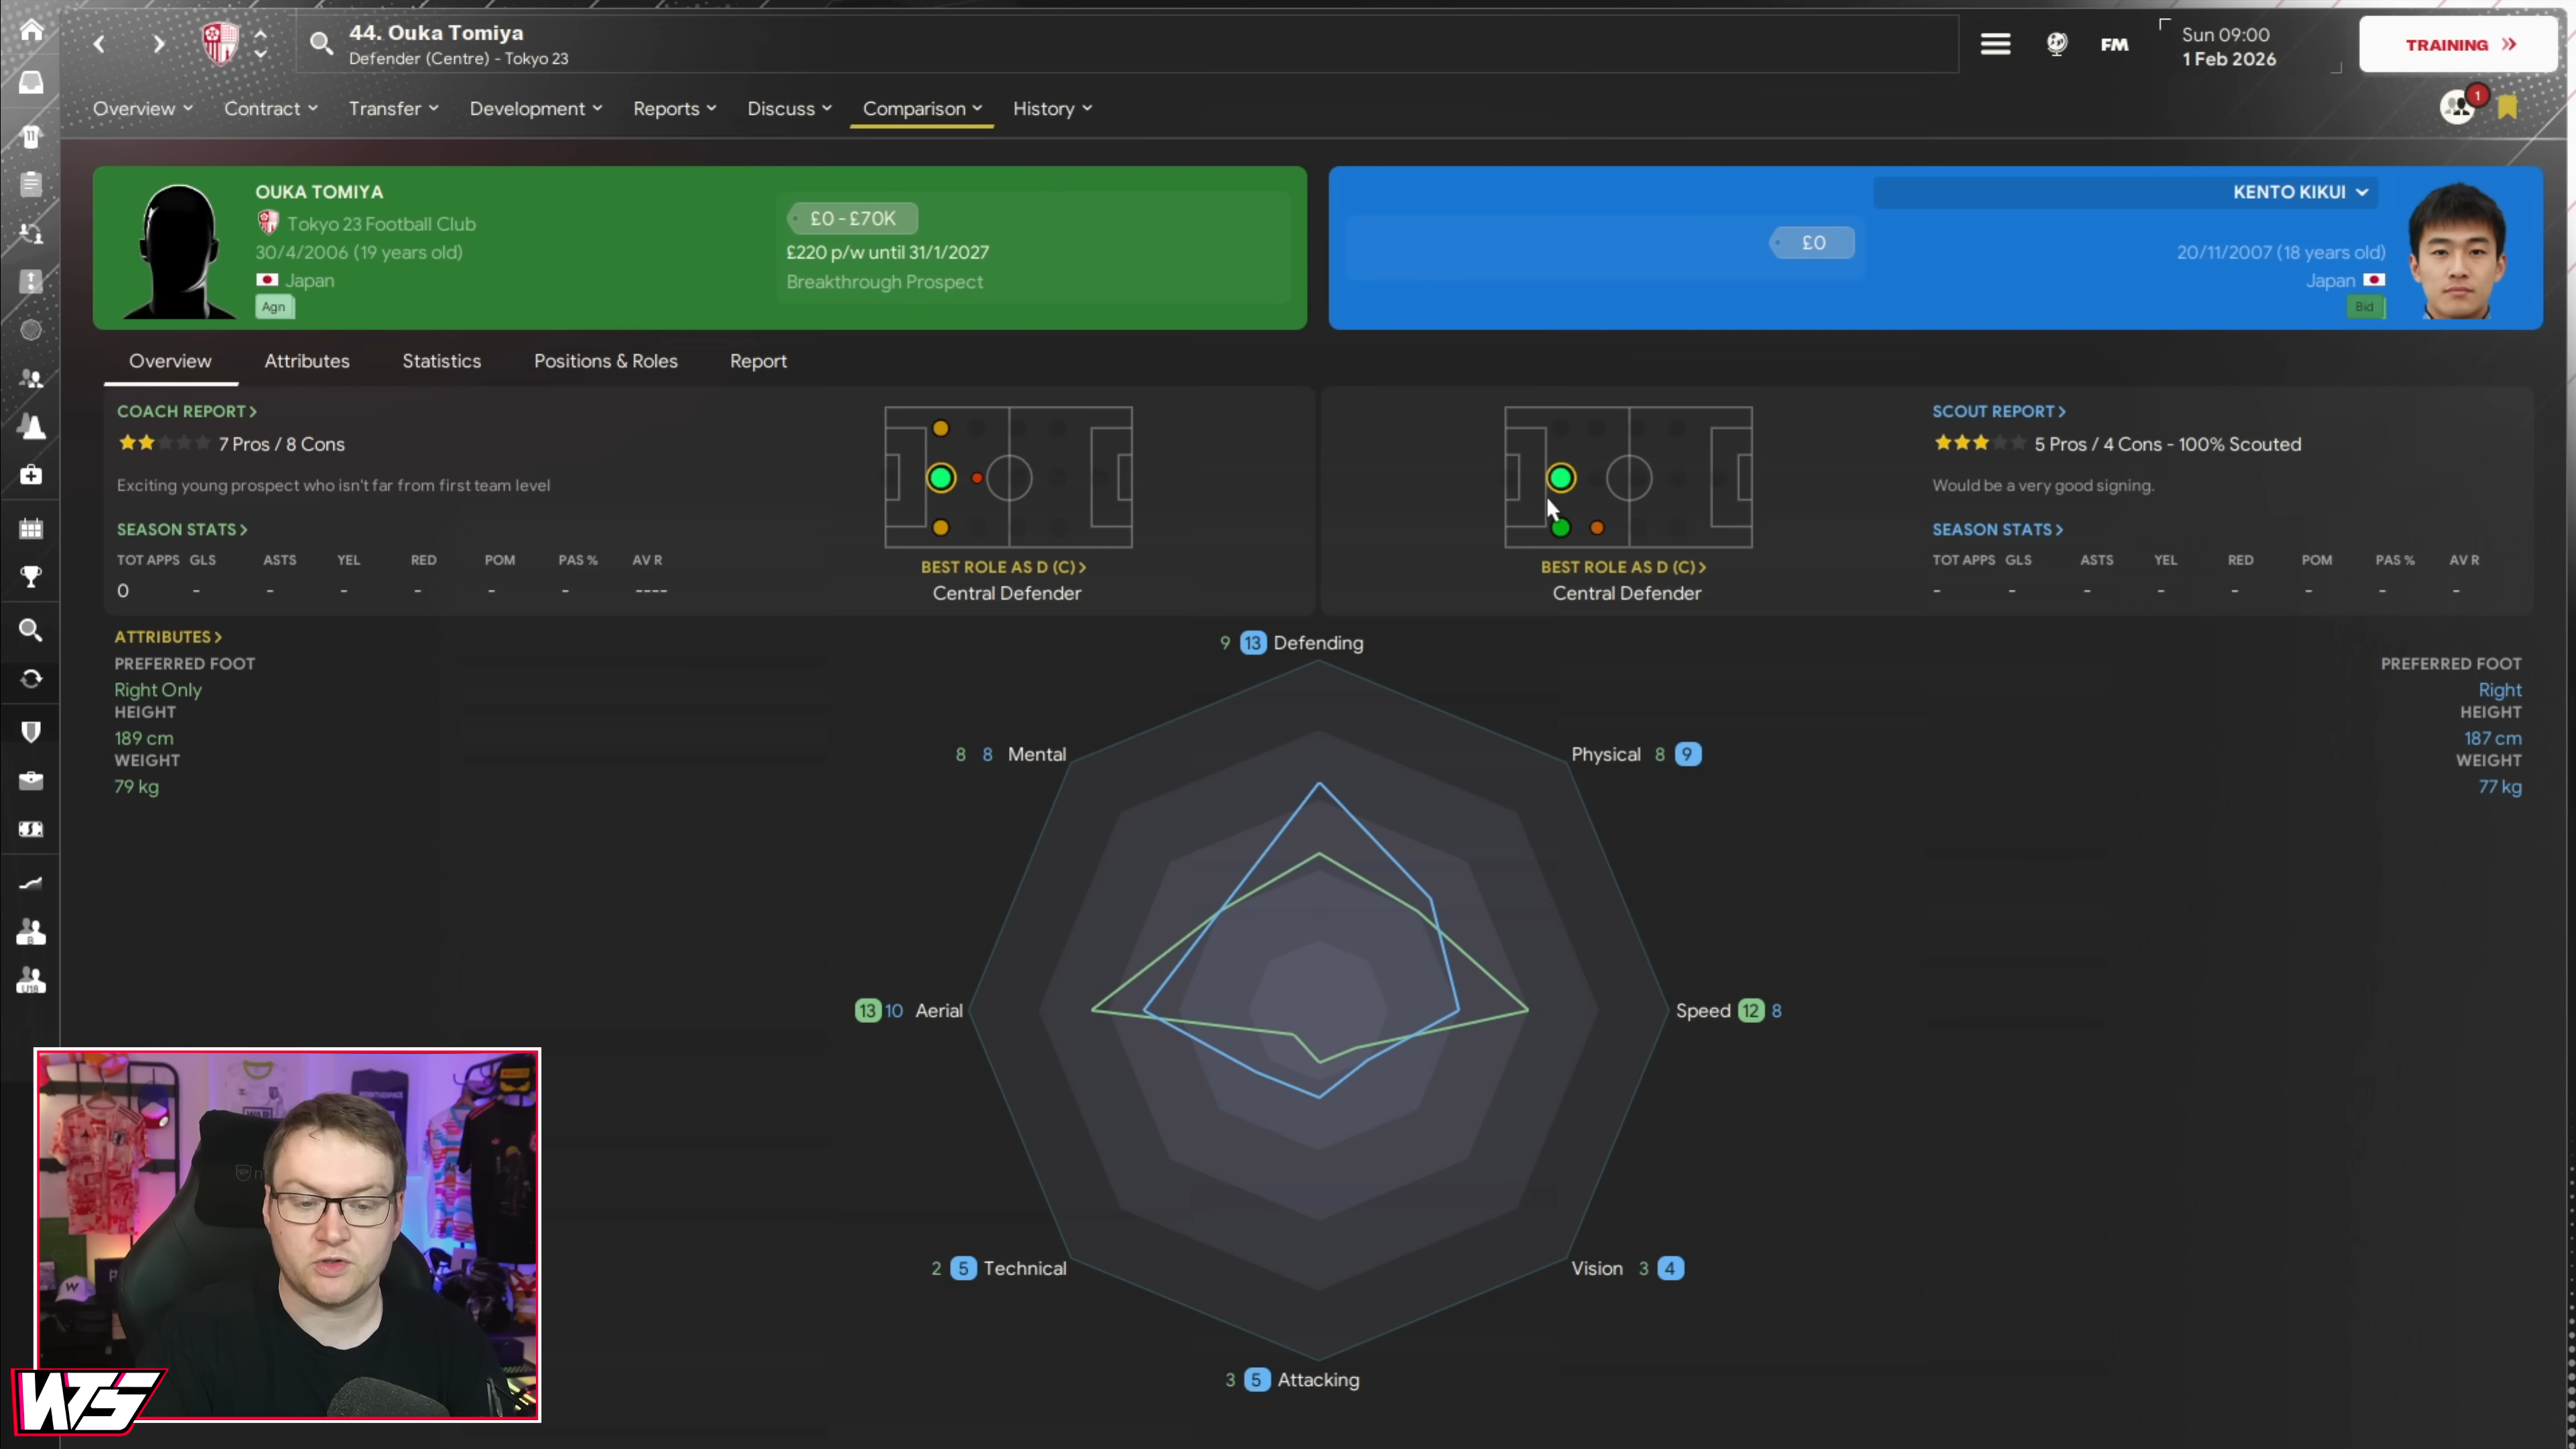 44. Ouka Tomiya
Defender (Centre) - Tokyo 23
FM
Sun 09:00
1 Feb 2026
TRAINING
Overview
Contract
Transfer
Development
Reports
Discuss
Comparison
History
1
11
OUKA TOMIYA
Tokyo 23 Football Club
30/4/2006 (19 years old)
Japan
Agn
£0 - £70K
£220 p/w until 31/1/2027
Breakthrough Prospect
£0
KENTO KIKUI
20/11/2007 (18 years old)
Japan
Bid
Overview
Attributes
Statistics
Positions & Roles
Report
COACH REPORT
7 Pros / 8 Cons
Exciting young prospect who isn't far from first team level
SEASON STATS
TOT APPS GLS ASTS YEL RED POM PAS % AV R
0 - - - - - - ----
BEST ROLE AS D (C)
Central Defender
BEST ROLE AS D (C)
Central Defender
SCOUT REPORT
5 Pros / 4 Cons - 100% Scouted
Would be a very good signing.
SEASON STATS
TOT APPS GLS ASTS YEL RED POM PAS % AV R
- - - - - - - -
ATTRIBUTES
PREFERRED FOOT
Right Only
HEIGHT
189 cm
WEIGHT
79 kg
9 13 Defending
8 8 Mental
Physical 8 9
13 10 Aerial
Speed 12 8
2 5 Technical
Vision 3 4
3 5 Attacking
PREFERRED FOOT
Right
HEIGHT
187 cm
WEIGHT
77 kg
B
U18
W
WTS